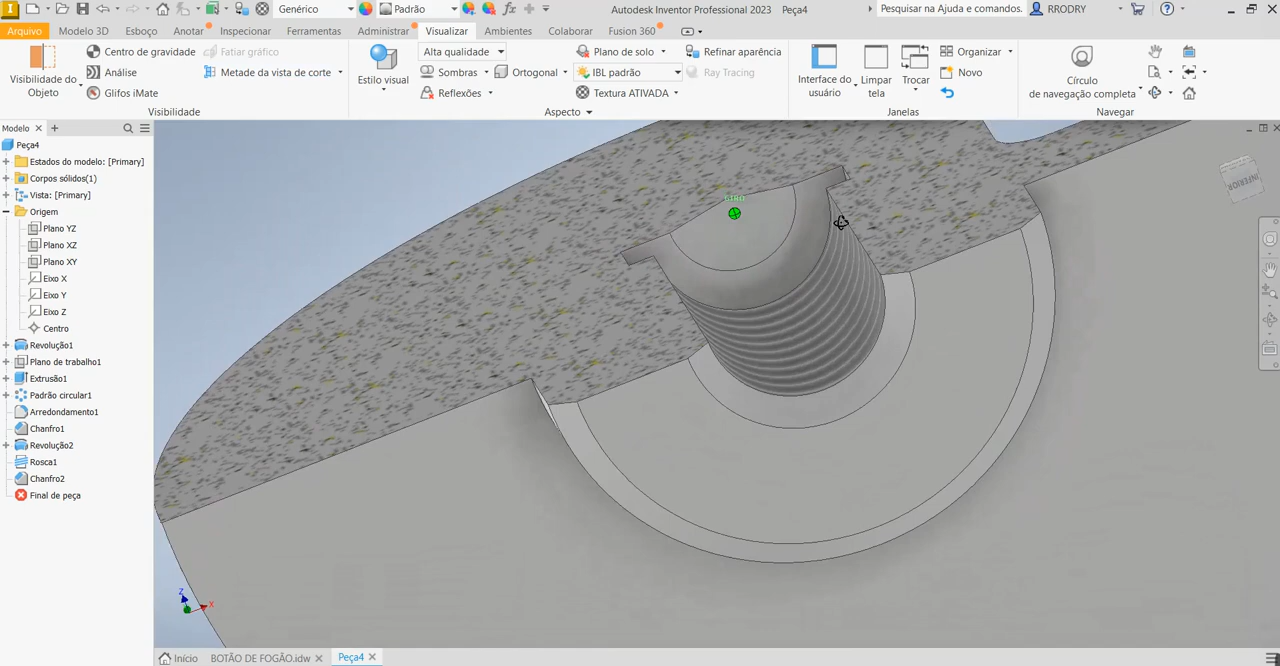 Genérico
Padrão
Autodesk Inventor Professional 2023 Peça4
Pesquisar na Ajuda e comandos.
RRODRY
Arquivo Modelo 3D Esboço Anotar Inspecionar Ferramentas Administrar Visualizar Ambientes Colaborar Fusion 360
Visibilidade do
Objeto
Centro de gravidade
Análise
Glifos iMate
Fatiar gráfico
Metade da vista de corte
Visibilidade
Estilo visual
Alta qualidade
Sombras
Reflexões
Ortogonal
Plano de solo
IBL padrão
Textura ATIVADA
Refinar aparência
Ray Tracing
Aspecto
Interface do
usuário
Limpar
tela
Trocar
Organizar
Novo
Janelas
Círculo
de navegação completa
Navegar
Modelo
Peça4
Estados do modelo: [Primary]
Corpos sólidos(1)
Vista: [Primary]
Origem
Plano YZ
Plano XZ
Plano XY
Eixo X
Eixo Y
Eixo Z
Centro
Revolução1
Plano de trabalho1
Extrusão1
Padrão circular1
Arredondamento1
Chanfro1
Revolução2
Rosca1
Chanfro2
Final de peça
GIRO
INFERIOR
Z
X
Início
BOTÃO DE FOGÃO.idw
Peça4